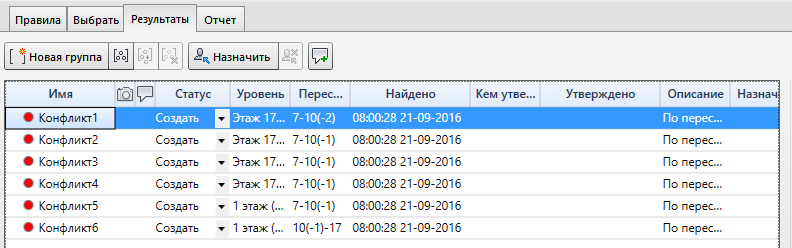 Правила Выбрать Результаты Отчет
Новая группа Назначить
Имя Статус Уровень Перес... Найдено Кем утве... Утверждено Описание Назнач
Конфликт1 Создать Этаж 17... 7-10(-2) 08:00:28 21-09-2016 По перес...
Конфликт2 Создать Этаж 17... 7-10(-1) 08:00:28 21-09-2016 По перес...
Конфликт3 Создать Этаж 17... 7-10(-1) 08:00:28 21-09-2016 По перес...
Конфликт4 Создать Этаж 17... 7-10(-1) 08:00:28 21-09-2016 По перес...
Конфликт5 Создать 1 этаж (... 7-10(-1) 08:00:28 21-09-2016 По перес...
Конфликт6 Создать 1 этаж (... 10(-1)-17 08:00:28 21-09-2016 По перес...